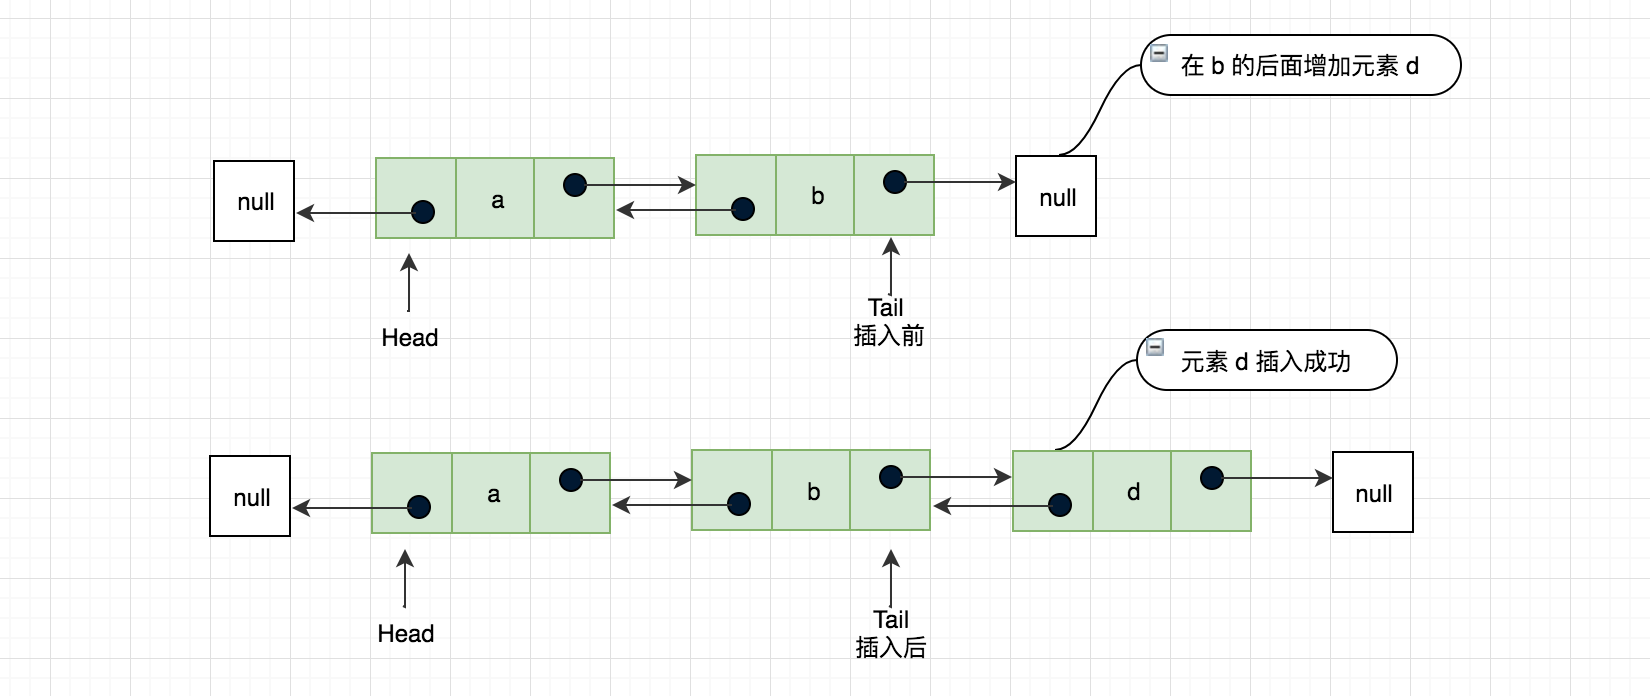 在 b 的后面增加元素 d
null
a
b
null
Head
Tail
插入前
元素 d 插入成功
null
a
b
d
null
Head
Tail
插入后